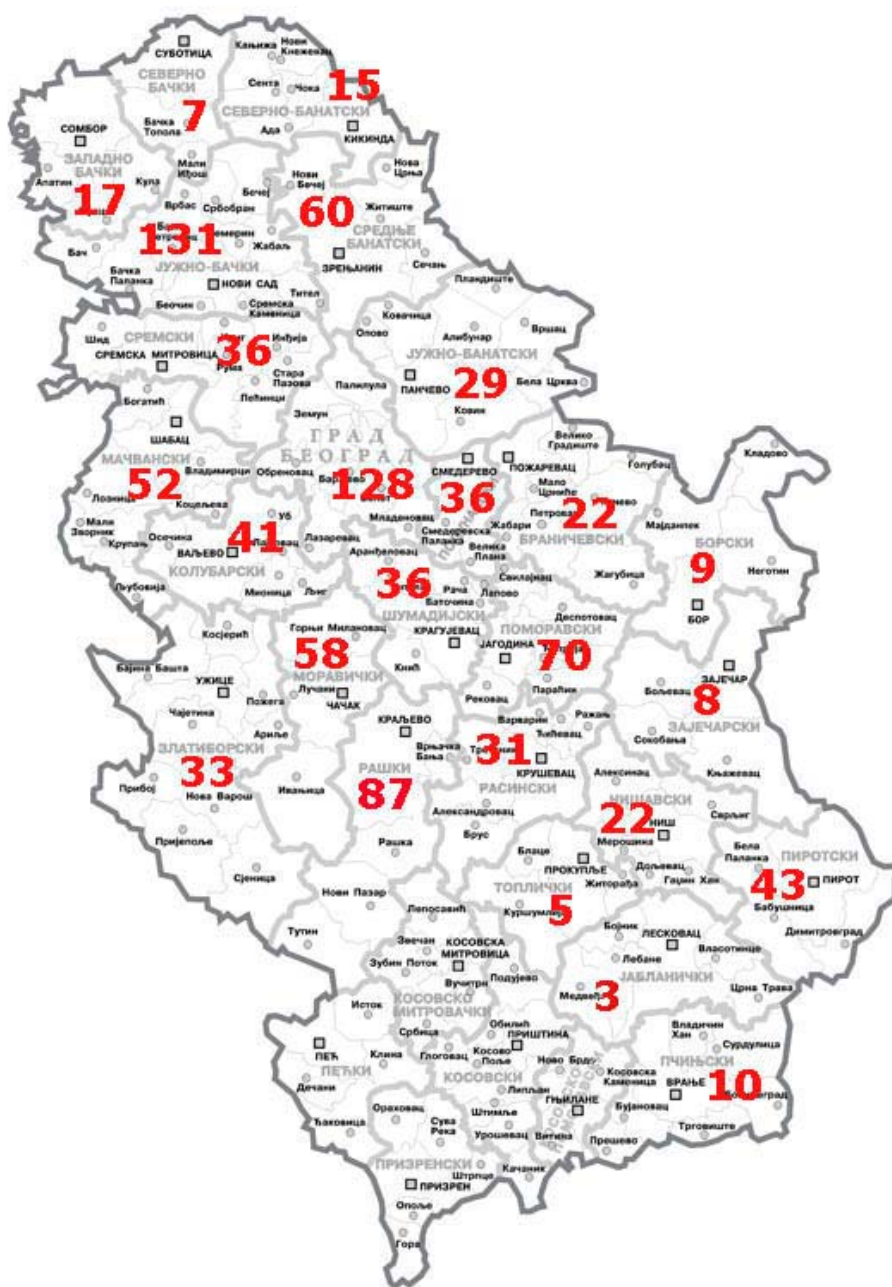 СУБОТИЦА
Кањижа
Нови
Кнежевац
СЕВЕРНО
БАЧКИ
Сента
Чока
15
СЕВЕРНО-БАНАТСКИ
7
Бачка
Топола
Ада
КИКИНДА
СОМБОР
ЗАПАДНО
БАЧКИ
Мали
Иђош
Апатин
Кула
17
Нови
Бечеј
Нова
Црња
Бечеј
Врбас
Србобран
60
Житиште
СРЕДЊЕ
БАНАТСКИ
131
Жабаљ
Бач
ЈУЖНО-БАЧКИ
ЗРЕЊАНИН
Сечањ
Бачка
Паланка
НОВИ САД
Тител
Пландиште
Беочин
Сремска
Каменица
Ковачица
Опово
Алибунар
Вршац
Шид
СРЕМСКИ
36
Инђија
СРЕМСКА МИТРОВИЦА
Рума
Стара
Пазова
ЈУЖНО-БАНАТСКИ
ПАНЧЕВО
29
Бела Црква
Пећинци
Палилула
Богатић
Земун
Ковин
ШАБАЦ
ГРАД
БЕОГРАД
Велико
Градиште
Голубац
Кладово
МАЧВАНСКИ
Владимирци
Обреновац
СМЕДЕРЕВО
ПОЖАРЕВАЦ
52
128
36
Мало
Црниће
22
Лозница
Коцељева
Мали
Зворник
Крупањ
Уб
Младеновац
Смедеревска
Паланка
Жабари
БРАНИЧЕВСКИ
Мајданпек
БОРСКИ
Осечина
41
ВАЉЕВО
Лазаревац
Велика
Плана
КОЛУБАРСКИ
Аранђеловац
36
Свилајнац
Жагубица
9
Неготин
Љубовија
Мионица
Љиг
Рача
Лапово
Баточина
БОР
ШУМАДИЈСКИ
Косјерић
Горњи Милановац
КРАГУЈЕВАЦ
Деспотовац
ПОМОРАВСКИ
58
ЈАГОДИНА
70
Бајина Башта
УЖИЦЕ
МОРАВИЧКИ
Кнић
Параћин
ЗАЈЕЧАР
Бољевац
8
Пожега
Лучани
ЧАЧАК
Рековац
Чајетина
Ариље
КРАЉЕВО
Варварин
Ражањ
Ћићевац
ЗАЈЕЧАРСКИ
Сокобања
ЗЛАТИБОРСКИ
33
Врњачка
Бања
31
КРУШЕВАЦ
Књажевац
Прибој
Нова Варош
Ивањица
РАШКИ
87
РАСИНСКИ
Алексинац
НИШАВСКИ
Сврљиг
Александровац
22
НИШ
Пријепоље
Брус
Мерошина
Бела
Паланка
ПИРОТСКИ
Рашка
Блаце
ПРОКУПЉЕ
Дољевац
Гаџин Хан
43
ПИРОТ
Сјеница
ТОПЛИЧКИ
Житорађа
Нови Пазар
5
Бабушница
Лепосавић
Бојник
ЛЕСКОВАЦ
Димитровград
Тутин
Звечан
КОСОВСКА
МИТРОВИЦА
Власотинце
Зубин Поток
Лебане
ЈАБЛАНИЧКИ
Вучитрн
Подујево
3
Црна Трава
Исток
КОСОВСКО
МИТРОВАЧКИ
Србица
Обилић
ПРИШТИНА
Владичин
Хан
Сурдулица
ПЕЋ
Клина
Глоговац
Косово
Поље
Ново Брдо
ПЧИЊСКИ
ПЕЋКИ
КОСОВСКИ
Косовска
Каменица
ВРАЊЕ
10
Дечани
Липљан
ГЊИЛАНЕ
Бујановац
Ораховац
Штимље
Ђаковица
Сува
Река
Урошевац
Витина
Прешево
Трговиште
ПРИЗРЕНСКИ
Штрпце
Качаник
ПРИЗРЕН
Опоље
Гора